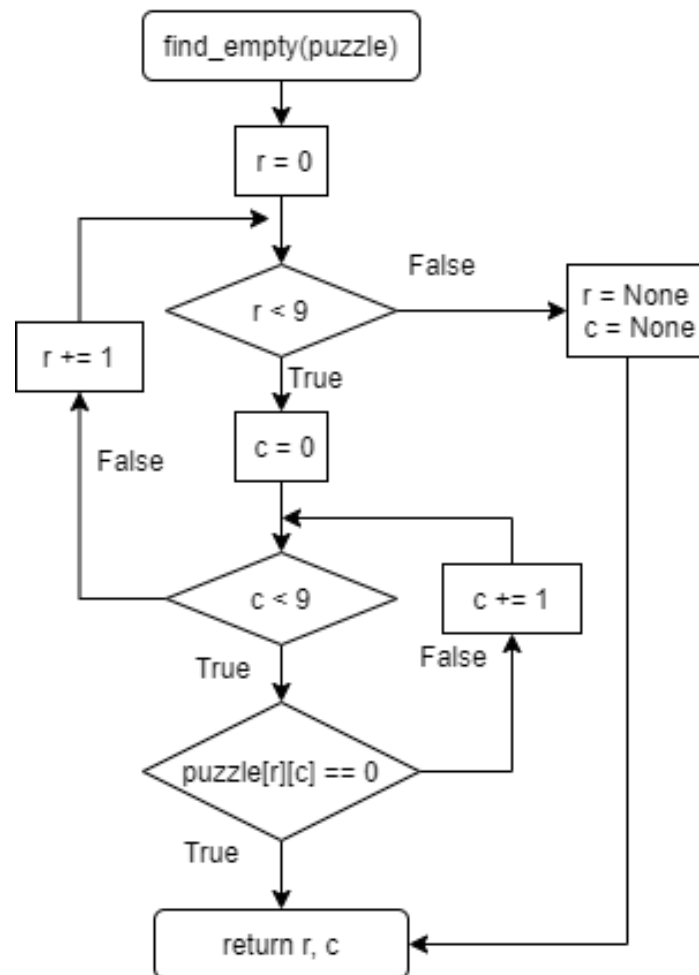 find_empty(puzzle)
r = 0
False
r < 9
r = None
c = None
r += 1
True
c = 0
False
c < 9
c += 1
True
False
puzzle[r][c] == 0
True
return r, c